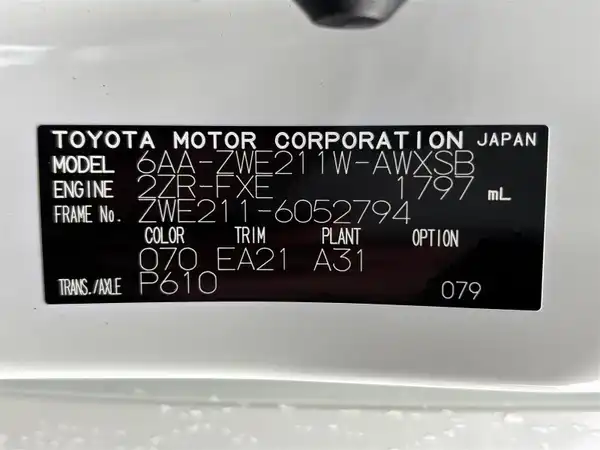 TOYOTA MOTOR CORPORATION JAPAN
MODEL 6AA-ZWE211W-AWXSB
ENGINE 2ZR-FXE 1797 mL
FRAME No. ZWE211-6052794
COLOR TRIM PLANT OPTION
070 EA21 A31
TRANS./AXLE P610 079